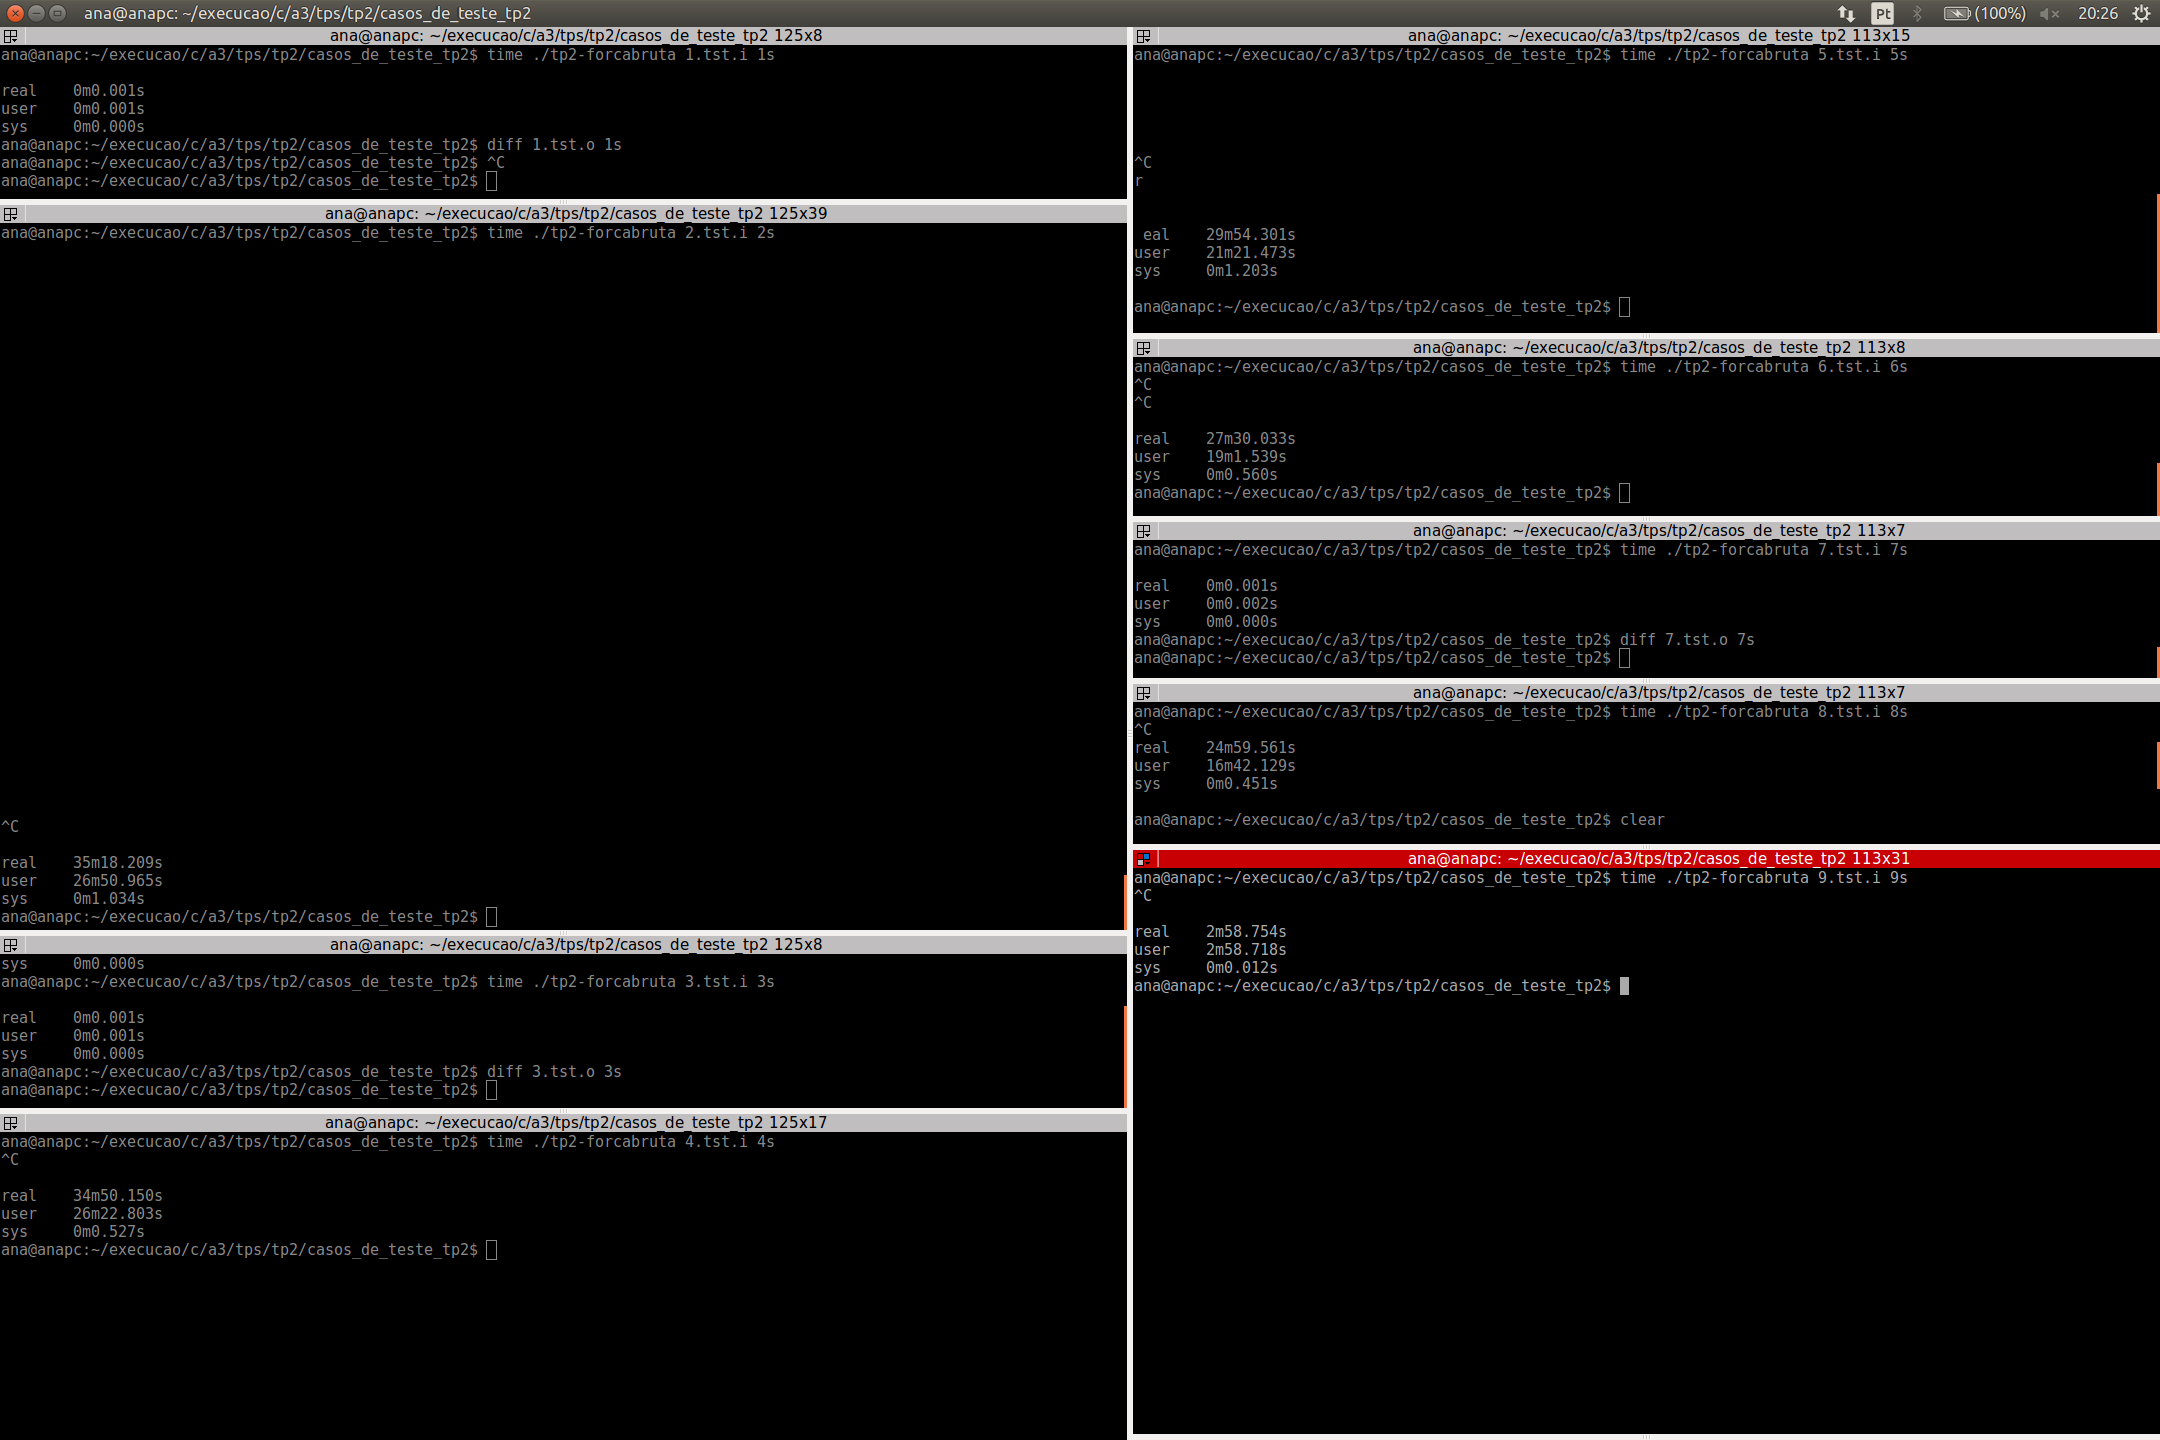 ana@anapc: ~/execucao/c/a3/tps/tp2/casos_de_teste_tp2
Pt (100%) 20:26
ana@anapc: ~/execucao/c/a3/tps/tp2/casos_de_teste_tp2 125x8
ana@anapc:~/execucao/c/a3/tps/tp2/casos_de_teste_tp2$ time ./tp2-forcabruta 1.tst.i 1s
real    0m0.001s
user    0m0.001s
sys     0m0.000s
ana@anapc:~/execucao/c/a3/tps/tp2/casos_de_teste_tp2$ diff 1.tst.o 1s
ana@anapc:~/execucao/c/a3/tps/tp2/casos_de_teste_tp2$ ^C
ana@anapc:~/execucao/c/a3/tps/tp2/casos_de_teste_tp2$
ana@anapc: ~/execucao/c/a3/tps/tp2/casos_de_teste_tp2 125x39
ana@anapc:~/execucao/c/a3/tps/tp2/casos_de_teste_tp2$ time ./tp2-forcabruta 2.tst.i 2s
^C
real    35m18.209s
user    26m50.965s
sys     0m1.034s
ana@anapc:~/execucao/c/a3/tps/tp2/casos_de_teste_tp2$
ana@anapc: ~/execucao/c/a3/tps/tp2/casos_de_teste_tp2 125x8
sys     0m0.000s
ana@anapc:~/execucao/c/a3/tps/tp2/casos_de_teste_tp2$ time ./tp2-forcabruta 3.tst.i 3s
real    0m0.001s
user    0m0.001s
sys     0m0.000s
ana@anapc:~/execucao/c/a3/tps/tp2/casos_de_teste_tp2$ diff 3.tst.o 3s
ana@anapc:~/execucao/c/a3/tps/tp2/casos_de_teste_tp2$
ana@anapc: ~/execucao/c/a3/tps/tp2/casos_de_teste_tp2 125x17
ana@anapc:~/execucao/c/a3/tps/tp2/casos_de_teste_tp2$ time ./tp2-forcabruta 4.tst.i 4s
^C
real    34m50.150s
user    26m22.803s
sys     0m0.527s
ana@anapc:~/execucao/c/a3/tps/tp2/casos_de_teste_tp2$
ana@anapc: ~/execucao/c/a3/tps/tp2/casos_de_teste_tp2 113x15
ana@anapc:~/execucao/c/a3/tps/tp2/casos_de_teste_tp2$ time ./tp2-forcabruta 5.tst.i 5s
^C
r
 eal    29m54.301s
user    21m21.473s
sys     0m1.203s
ana@anapc:~/execucao/c/a3/tps/tp2/casos_de_teste_tp2$
ana@anapc: ~/execucao/c/a3/tps/tp2/casos_de_teste_tp2 113x8
ana@anapc:~/execucao/c/a3/tps/tp2/casos_de_teste_tp2$ time ./tp2-forcabruta 6.tst.i 6s
^C
^C
real    27m30.033s
user    19m1.539s
sys     0m0.560s
ana@anapc:~/execucao/c/a3/tps/tp2/casos_de_teste_tp2$
ana@anapc: ~/execucao/c/a3/tps/tp2/casos_de_teste_tp2 113x7
ana@anapc:~/execucao/c/a3/tps/tp2/casos_de_teste_tp2$ time ./tp2-forcabruta 7.tst.i 7s
real    0m0.001s
user    0m0.002s
sys     0m0.000s
ana@anapc:~/execucao/c/a3/tps/tp2/casos_de_teste_tp2$ diff 7.tst.o 7s
ana@anapc:~/execucao/c/a3/tps/tp2/casos_de_teste_tp2$
ana@anapc: ~/execucao/c/a3/tps/tp2/casos_de_teste_tp2 113x7
ana@anapc:~/execucao/c/a3/tps/tp2/casos_de_teste_tp2$ time ./tp2-forcabruta 8.tst.i 8s
^C
real    24m59.561s
user    16m42.129s
sys     0m0.451s
ana@anapc:~/execucao/c/a3/tps/tp2/casos_de_teste_tp2$ clear
ana@anapc: ~/execucao/c/a3/tps/tp2/casos_de_teste_tp2 113x31
ana@anapc:~/execucao/c/a3/tps/tp2/casos_de_teste_tp2$ time ./tp2-forcabruta 9.tst.i 9s
^C
real    2m58.754s
user    2m58.718s
sys     0m0.012s
ana@anapc:~/execucao/c/a3/tps/tp2/casos_de_teste_tp2$